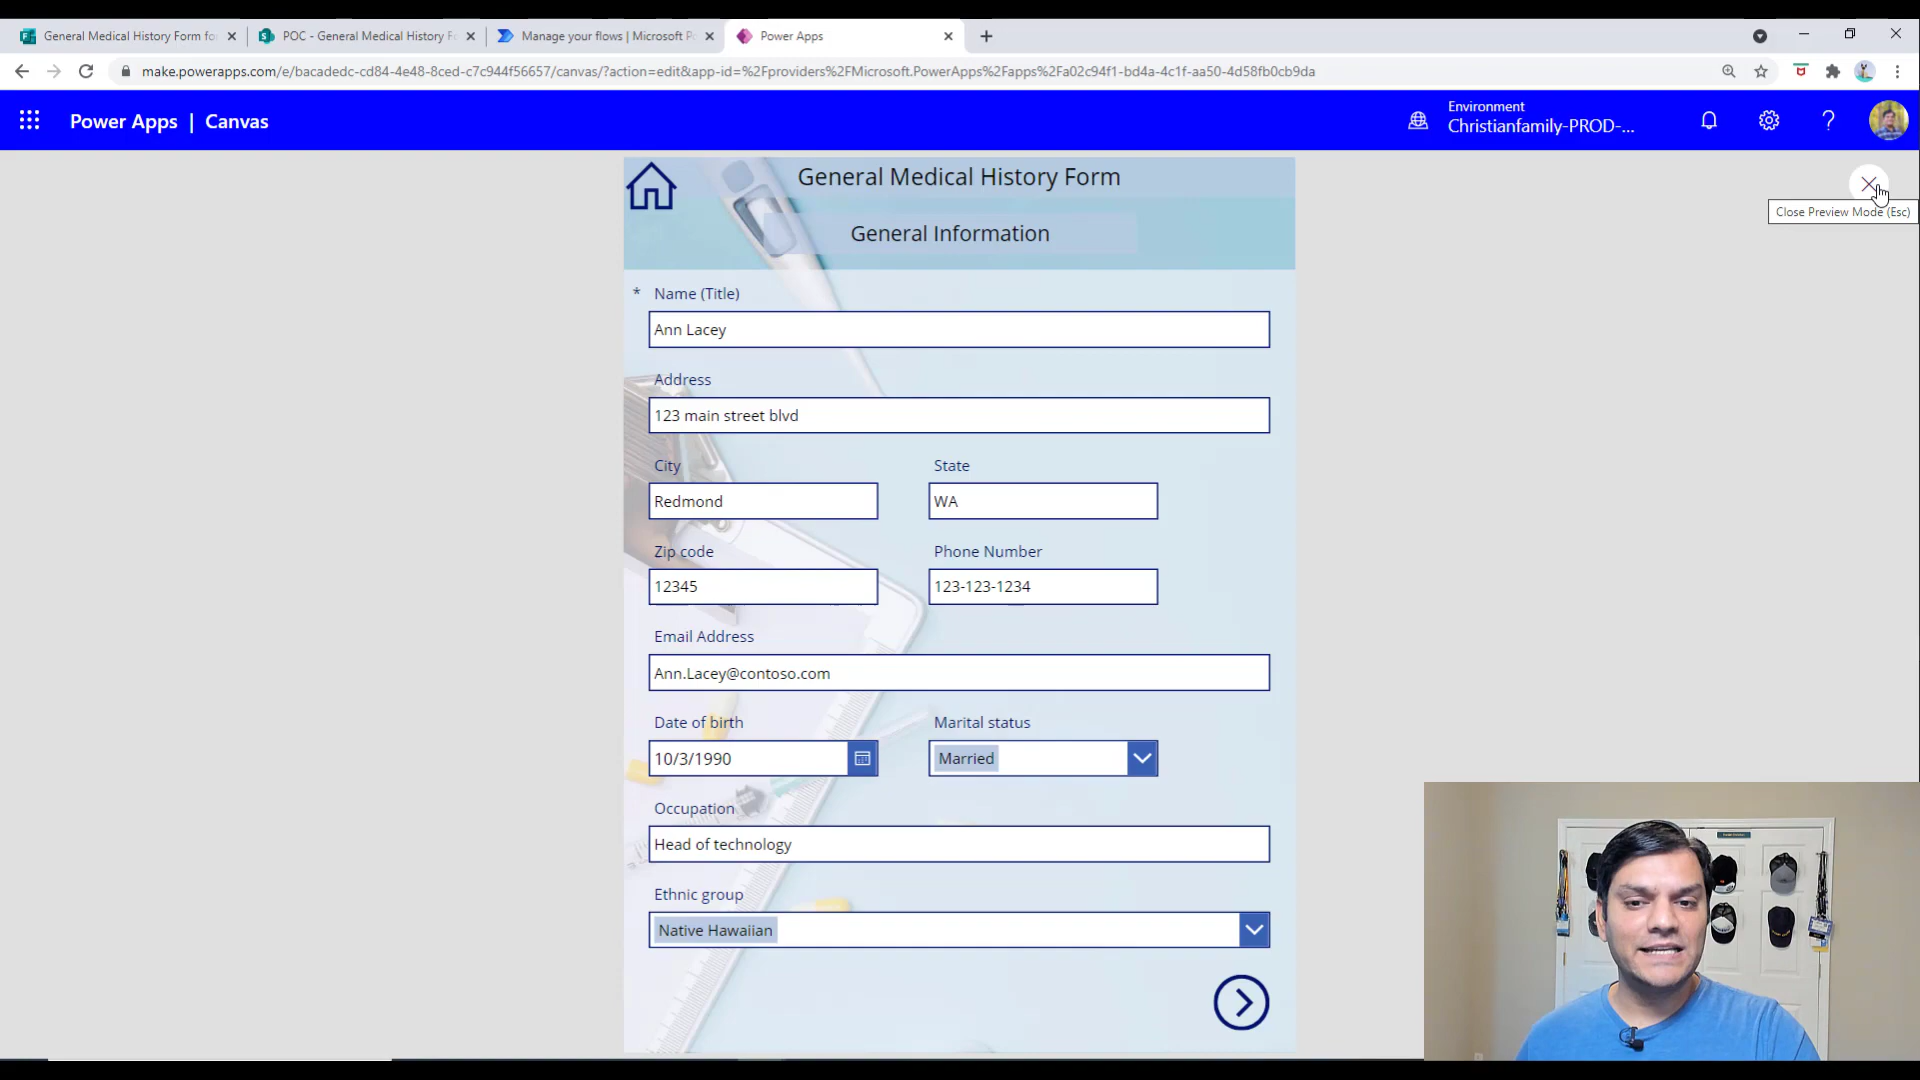 General Medical History Form fo
POC - General Medical History F
Manage your flows | Microsoft P
Power Apps
make.powerapps.com/e/bacadedc-cd84-4e48-8ced-c7c944f56657/canvas/?action=edit&app-id=%2Fproviders%2FMicrosoft.PowerApps%2Fapps%2Fa02c94f1-bd4a-4c1f-aa50-4d58fb0cb9da
Power Apps | Canvas
Environment
Christianfamily-PROD-...
Close Preview Mode (Esc)
General Medical History Form
General Information
* Name (Title)
Ann Lacey
Address
123 main street blvd
City
State
Redmond
WA
Zip code
Phone Number
12345
123-123-1234
Email Address
Ann.Lacey@contoso.com
Date of birth
Marital status
10/3/1990
Married
Occupation
Head of technology
Ethnic group
Native Hawaiian